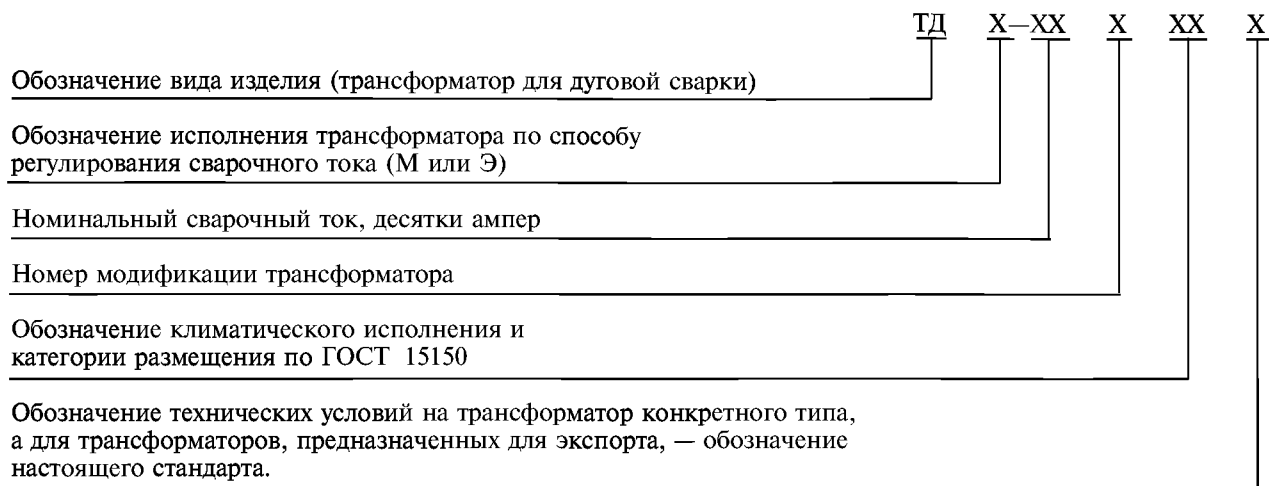 ТД Х—ХХ Х ХХ Х
Обозначение вида изделия (трансформатор для дуговой сварки)
Обозначение исполнения трансформатора по способу
регулирования сварочного тока (М или Э)
Номинальный сварочный ток, десятки ампер
Номер модификации трансформатора
Обозначение климатического исполнения и
категории размещения по ГОСТ 15150
Обозначение технических условий на трансформатор конкретного типа,
а для трансформаторов, предназначенных для экспорта, — обозначение
настоящего стандарта.